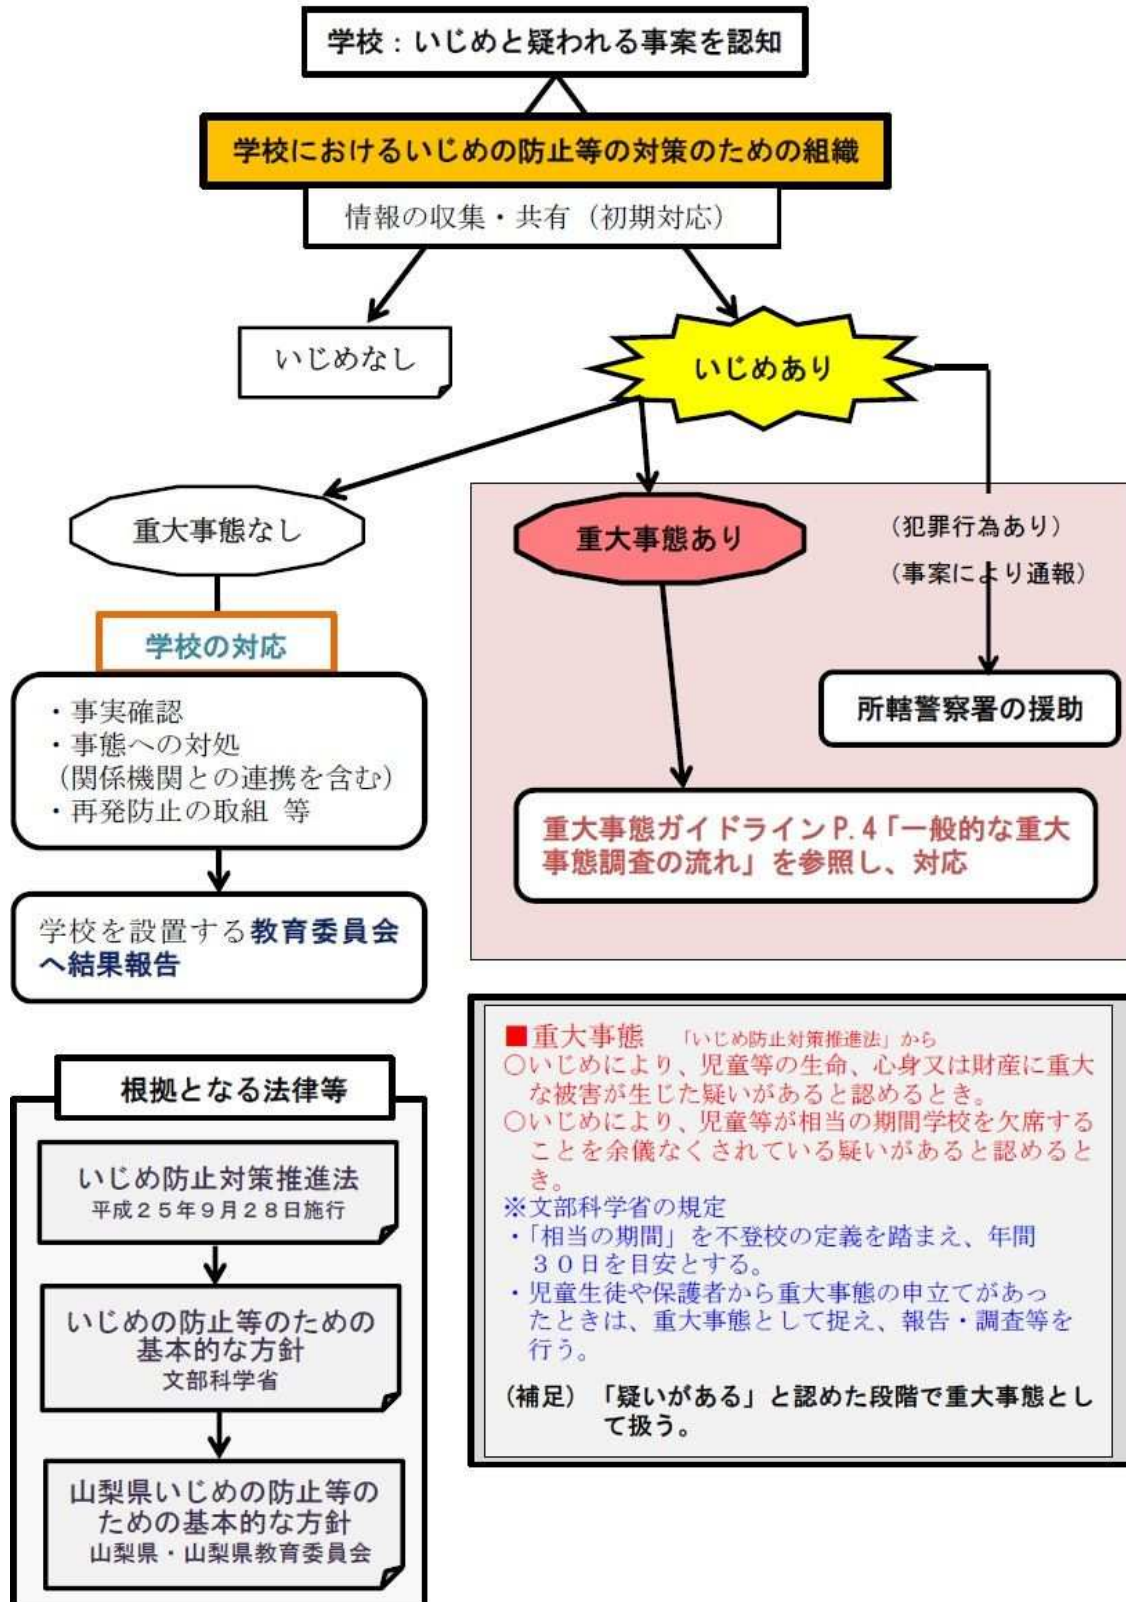 学校：いじめと疑われる事案を認知
学校におけるいじめの防止等の対策のための組織
情報の収集・共有（初期対応）
いじめなし
いじめあり
重大事態なし
重大事態あり
（犯罪行為あり）
（事案により通報）
学校の対応
・事実確認
・事態への対処
（関係機関との連携を含む）
・再発防止の取組 等
所轄警察署の援助
重大事態ガイドラインP.4「一般的な重大
事態調査の流れ」を参照し、対応
学校を設置する教育委員会
へ結果報告
■重大事態 「いじめ防止対策推進法」から
○いじめにより、児童等の生命、心身又は財産に重大
な被害が生じた疑いがあると認めるとき。
○いじめにより、児童等が相当の期間学校を欠席する
ことを余儀なくされている疑いがあると認めると
き。
※文部科学省の規定
・「相当の期間」を不登校の定義を踏まえ、年間
３０日を目安とする。
・児童生徒や保護者から重大事態の申立てがあっ
たときは、重大事態として捉え、報告・調査等を
行う。
（補足）「疑いがある」と認めた段階で重大事態とし
て扱う。
根拠となる法律等
いじめ防止対策推進法
平成２５年９月２８日施行
いじめの防止等のための
基本的な方針
文部科学省
山梨県いじめの防止等の
ための基本的な方針
山梨県・山梨県教育委員会